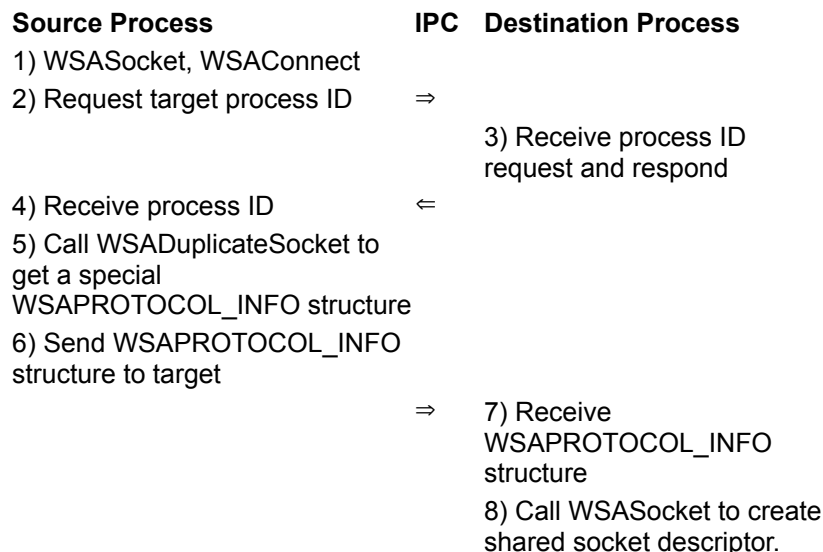 Source Process IPC Destination Process
1) WSASocket, WSAConnect
2) Request target process ID ⇒
3) Receive process ID
request and respond
4) Receive process ID ⇐
5) Call WSADuplicateSocket to
get a special
WSAPROTOCOL_INFO structure
6) Send WSAPROTOCOL_INFO
structure to target
⇒ 7) Receive
WSAPROTOCOL_INFO
structure
8) Call WSASocket to create
shared socket descriptor.